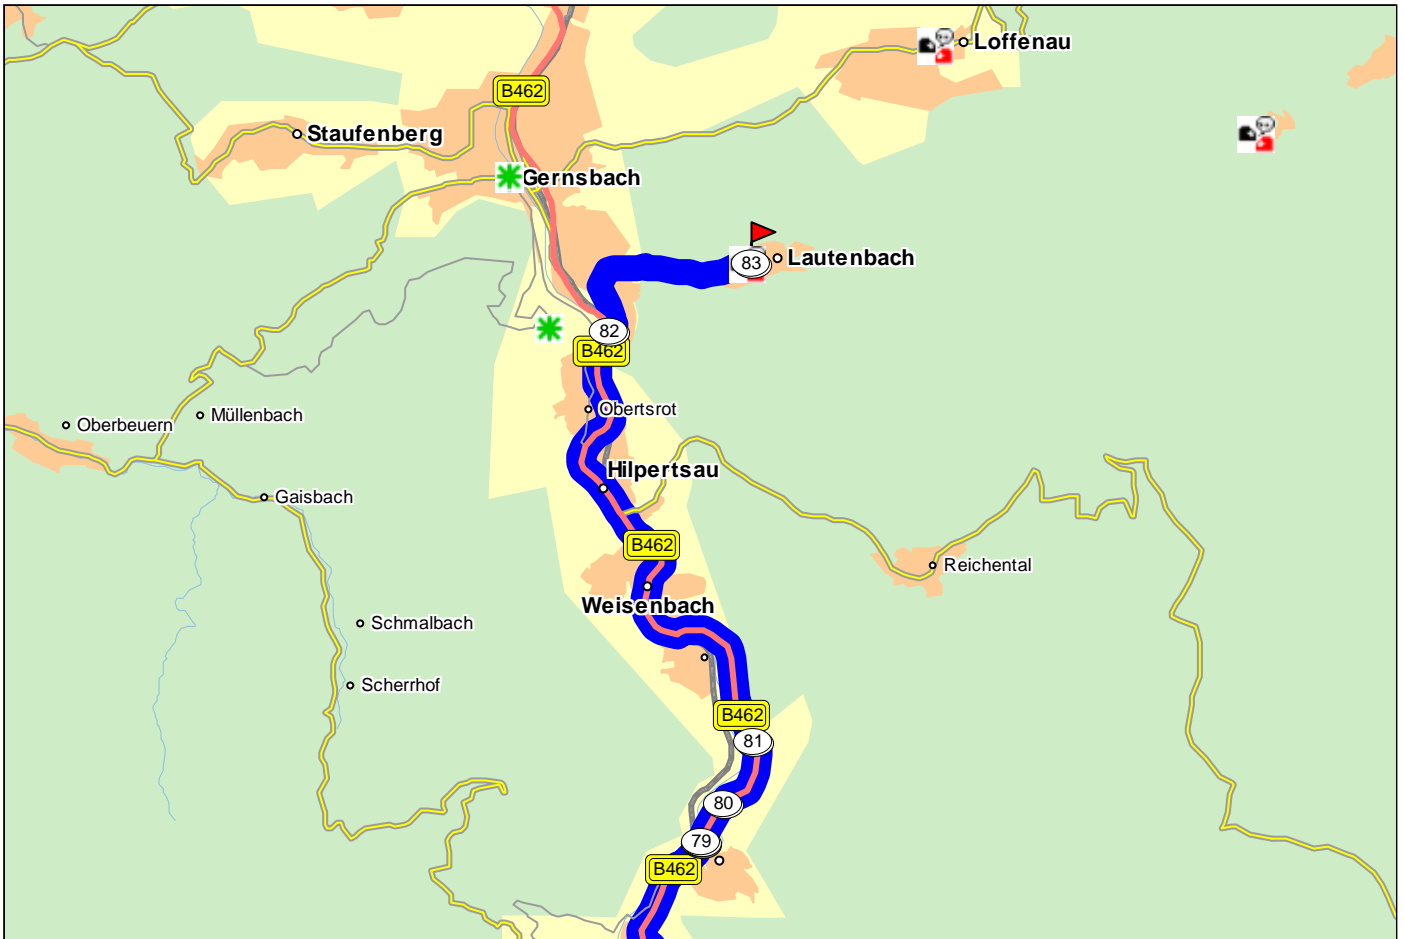 Loffenau
B462
Staufenberg
Gernsbach
Lautenbach
83
82
B462
Obertsrot
Müllenbach
Oberbeuern
Hilpertsau
Gaisbach
B462
Reichental
Weisenbach
Schmalbach
Scherrhof
B462
81
80
79
B462